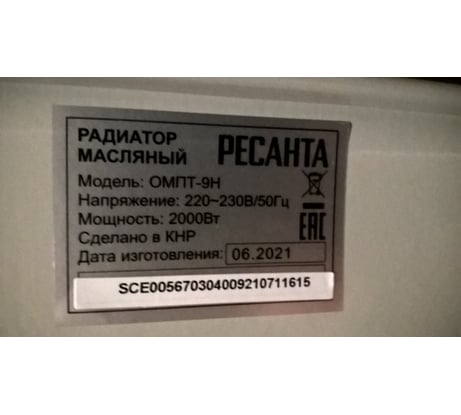 РАДИАТОР
МАСЛЯНЫЙ
РЕСАНТА
Модель: ОМПТ-9Н
Напряжение: 220~230В/50Гц
Мощность: 2000Вт
Сделано в КНР
Дата изготовления: 06.2021
EAC
SCE005670304009210711615